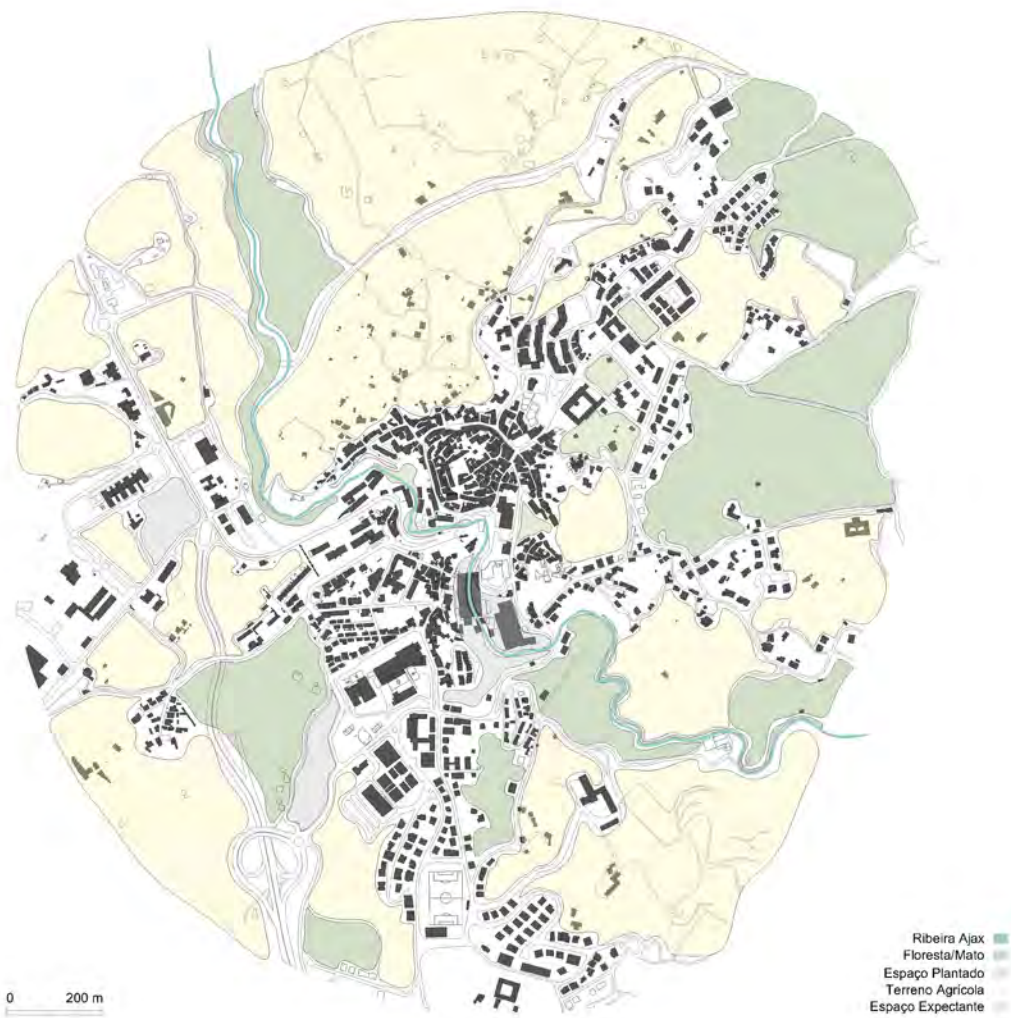 Ribeira Ajax
Floresta/Mato
Espaço Plantado
Terreno Agrícola
Espaço Expectante
0 200 m